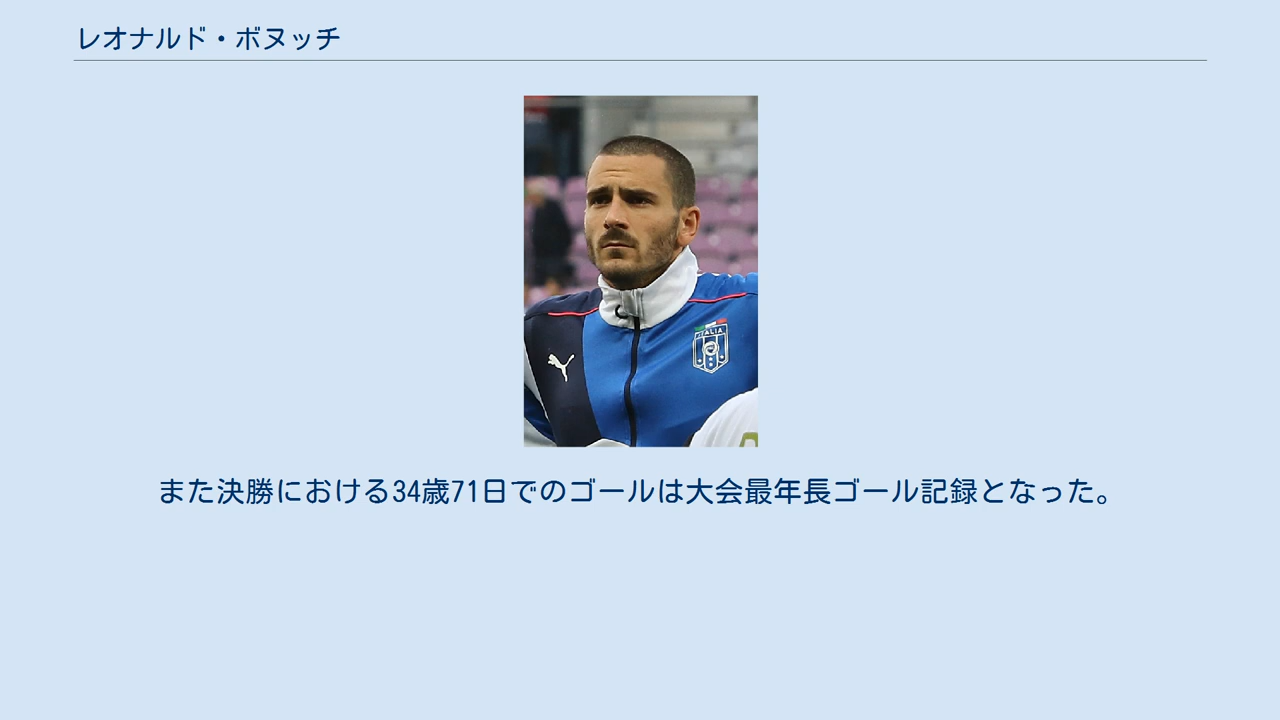 レオナルド・ボヌッチ
ITALIA
また決勝における34歳71日でのゴールは大会最年長ゴール記録となった。